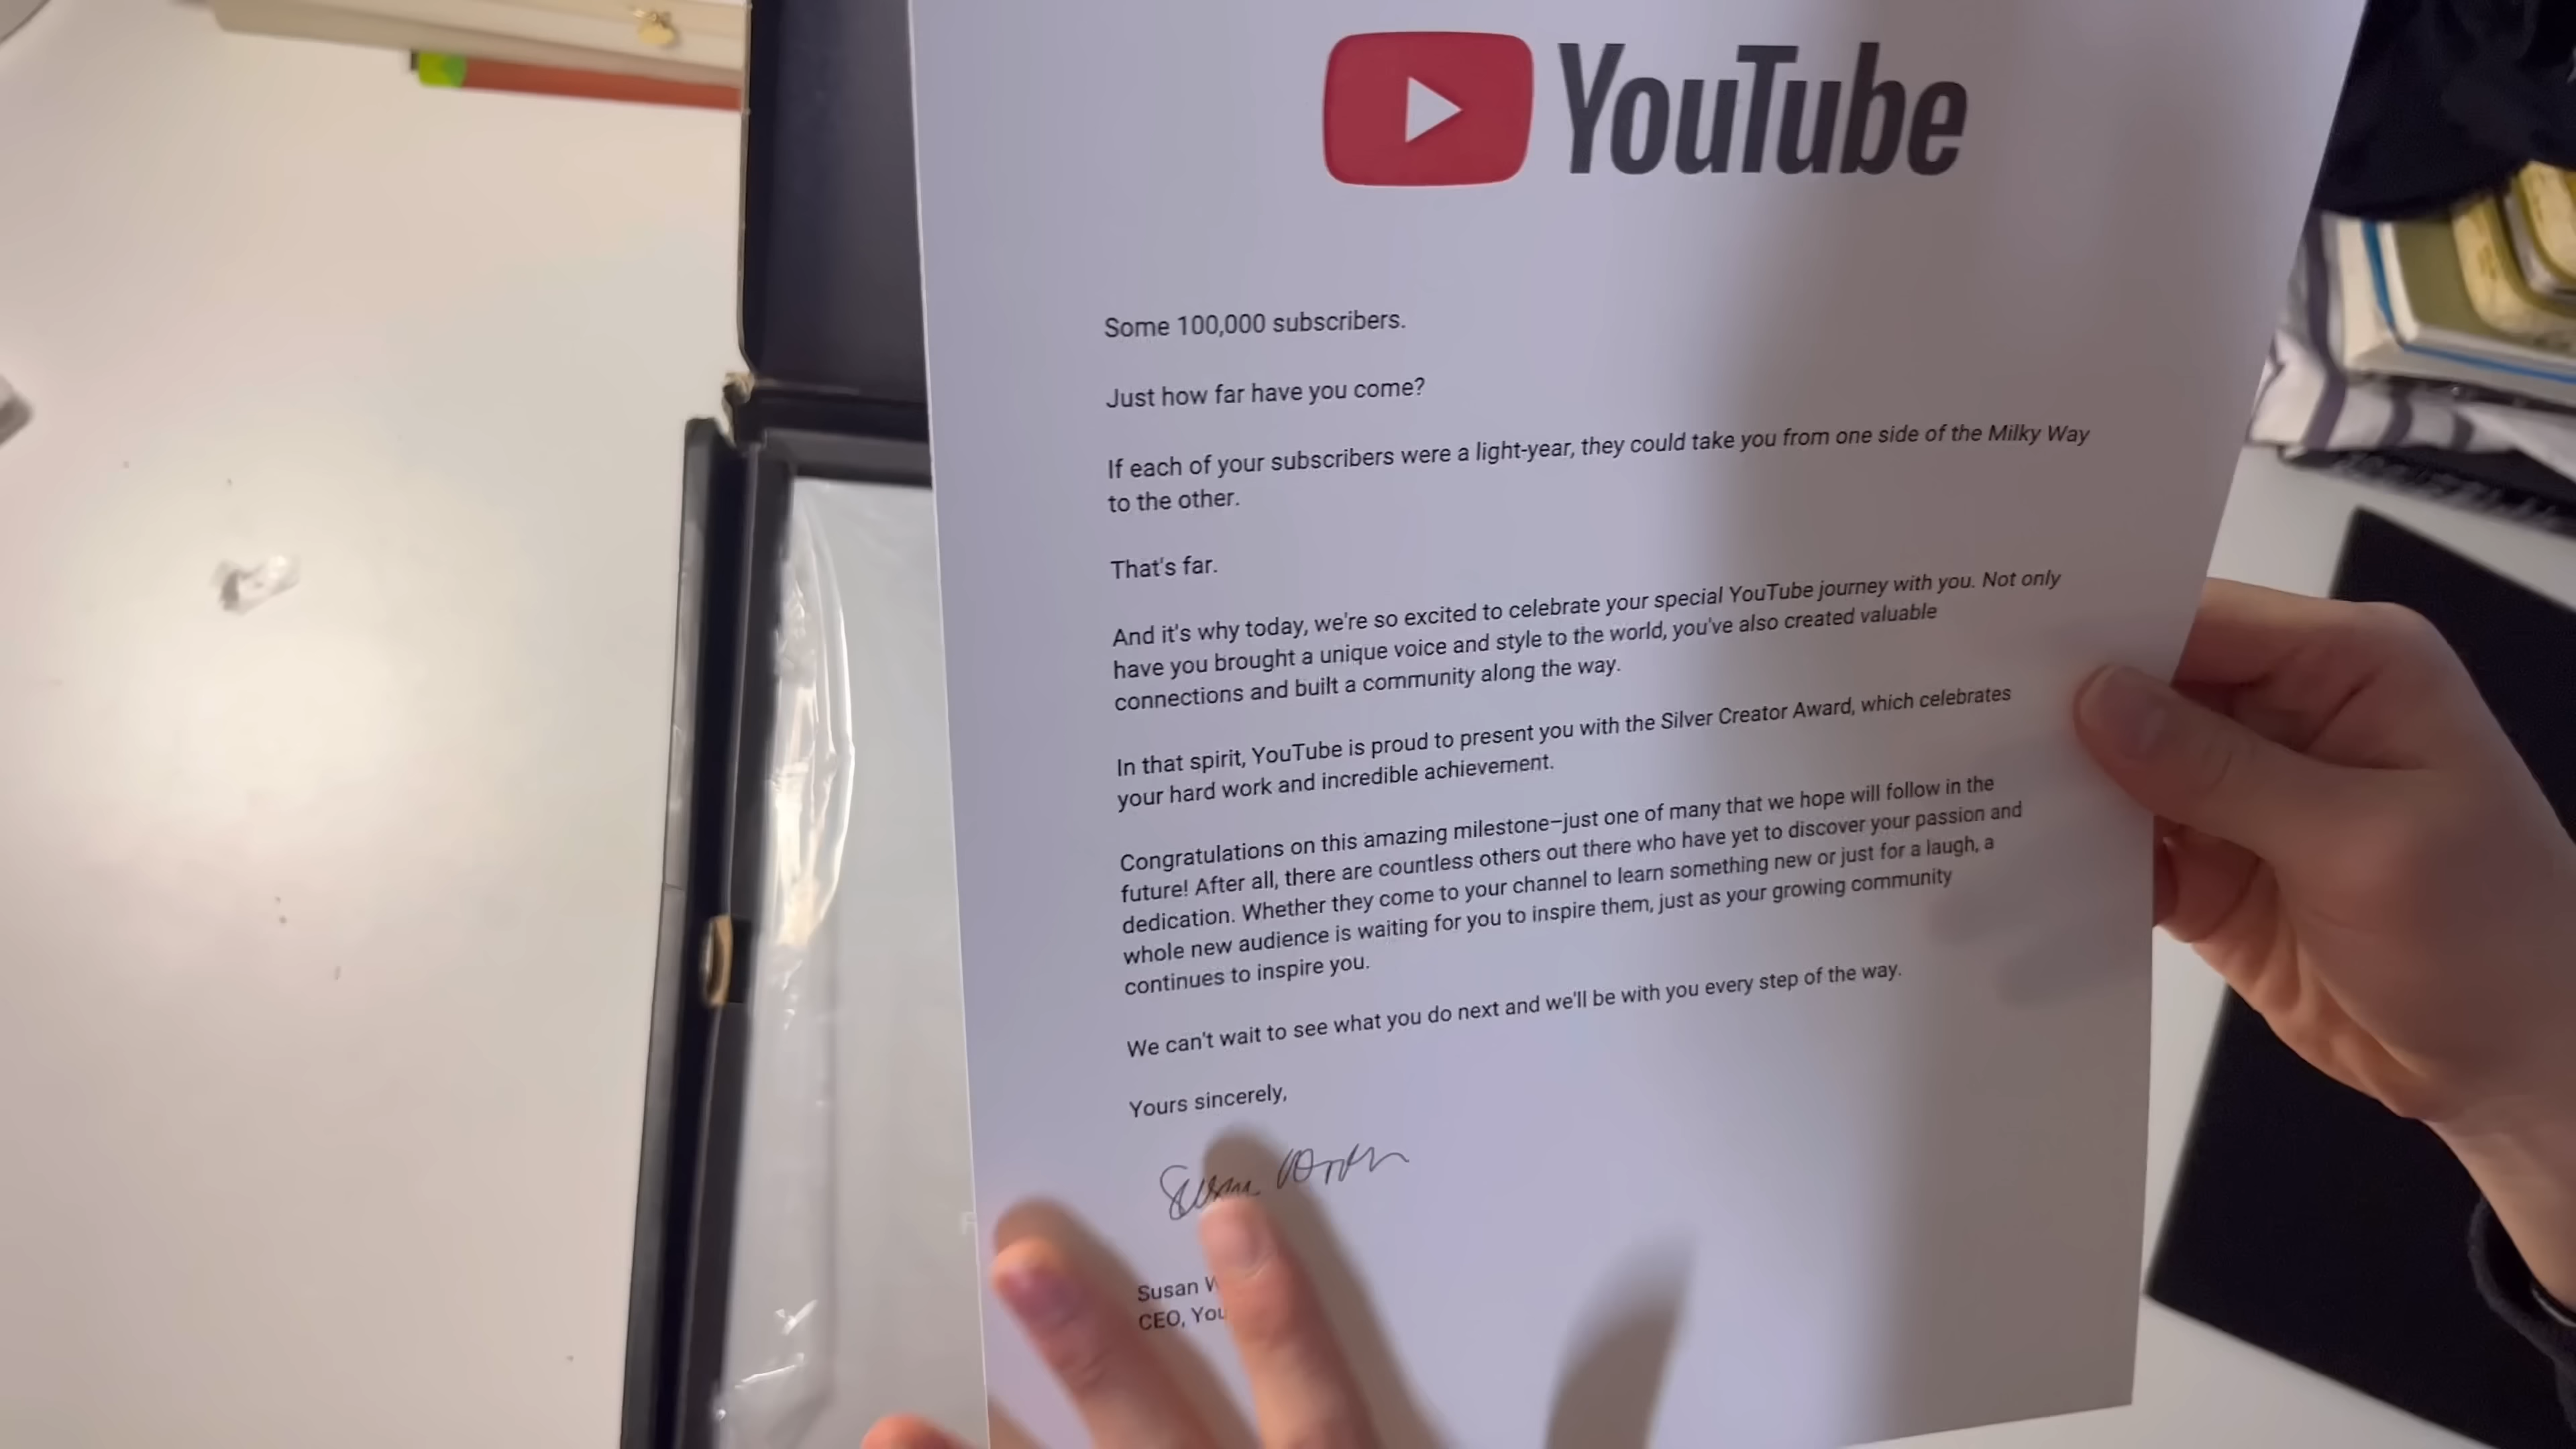 YouTube
Some 100,000 subscribers.
Just how far have you come?
If each of your subscribers were a light-year, they could take you from one side of the Milky Way
to the other.
That's far.
And it's why today, we're so excited to celebrate your special YouTube journey with you. Not only
have you brought a unique voice and style to the world, you've also created valuable
connections and built a community along the way.
In that spirit, YouTube is proud to present you with the Silver Creator Award, which celebrates
your hard work and incredible achievement.
Congratulations on this amazing milestone–just one of many that we hope will follow in the
future! After all, there are countless others out there who have yet to discover your passion and
dedication. Whether they come to your channel to learn something new or just for a laugh, a
whole new audience is waiting for you to inspire them, just as your growing community
continues to inspire you.
We can't wait to see what you do next and we'll be with you every step of the way.
Yours sincerely,
Susan
Susan
CEO,